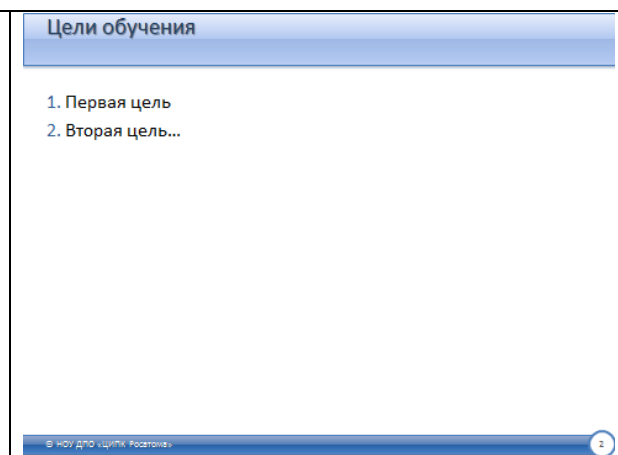 Цели обучения
1. Первая цель
2. Вторая цель...
© НОУ ДПО «ЦИПК Росатома»
2